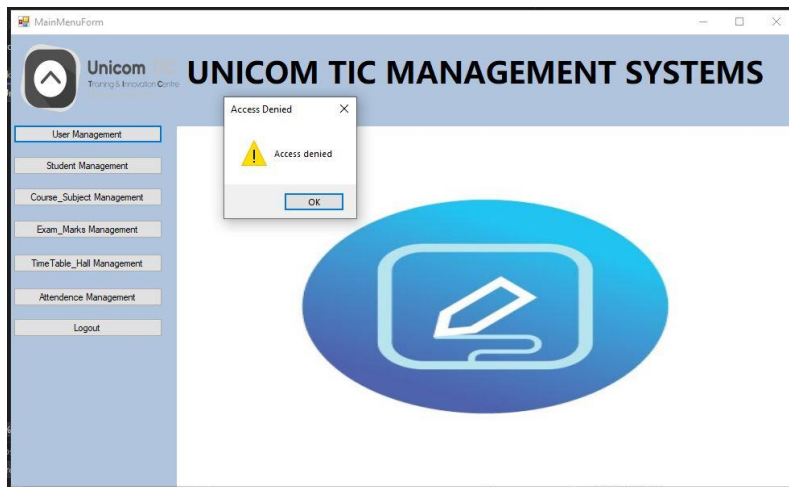 MainMenuForm
Unicom TIC
Training & Innovation Centre
UNICOM TIC MANAGEMENT SYSTEMS
Access Denied
Access denied
OK
User Management
Student Management
Course_Subject Management
Exam_Marks Management
TimeTable_Hall Management
Attendence Management
Logout